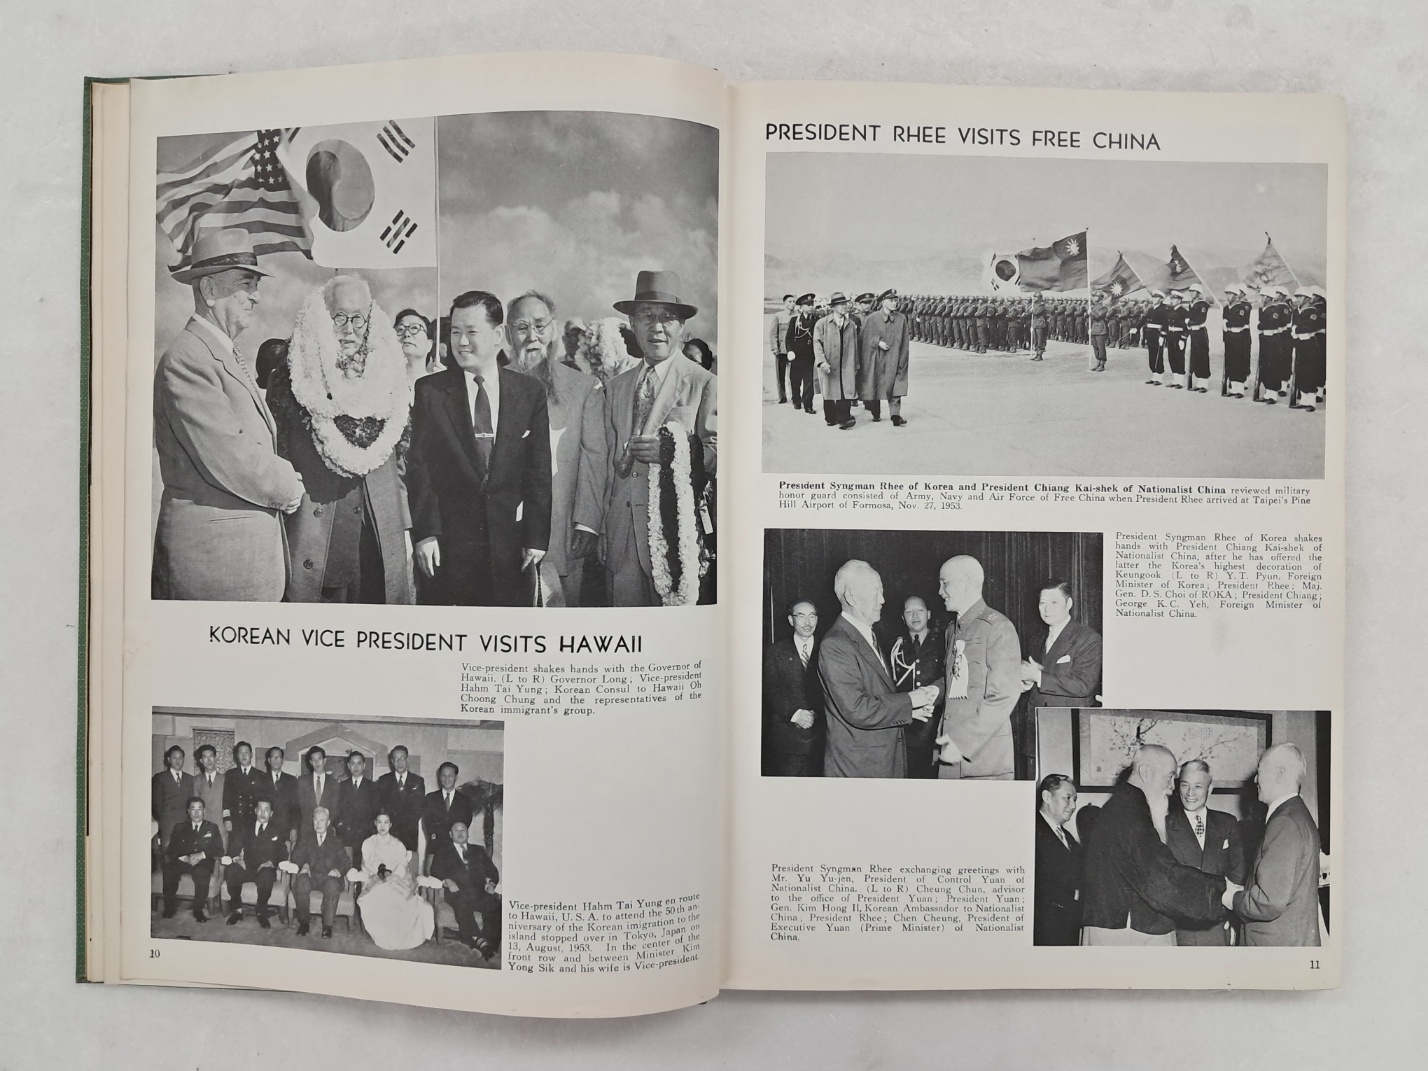 KOREAN VICE PRESIDENT VISITS HAWAII
Vice-president shakes hands with the Governor of
Hawaii. (L to R) Governor Long; Vice-president
Hahm Tai Yung; Korean Consul to Hawaii Oh
Choong Chung and the representatives of the
Korean immigrant's group.
Vice-president Hahm Tai Yung en route
to Hawaii, U. S. A. to attend the 50th an-
niversary of the Korean imigration to the
island stopped over in Tokyo, Japan on
13, August, 1953. In the center of the
front row and between Minister Kim
Yong Sik and his wife is Vice-president.
10
PRESIDENT RHEE VISITS FREE CHINA
President Syngman Rhee of Korea and President Chiang Kai-shek of Nationalist China reviewed military
honor guard consisted of Army, Navy and Air Force of Free China when President Rhee arrived at Taipei's Pine
Hill Airport of Formosa, Nov. 27, 1953.
President Syngman Rhee of Korea shakes
hands with President Chiang Kai-shek of
Nationalist China, after he has offered the
latter the Korea's highest decoration of
Keungook (L to R) Y. T. Pyun, Foreign
Minister of Korea; President Rhee; Maj.
Gen. D. S. Choi of ROKA; President Chiang;
George K. C. Yeh, Foreign Minister of
Nationalist China.
President Syngman Rhee exchanging greetings with
Mr. Yu Yu-jen, President of Control Yuan of
Nationalist China. (L to R) Cheung Chun, advisor
to the office of President Yuan; President Yuan;
Gen. Kim Hong Il, Korean Ambassador to Nationalist
China; President Rhee; Chen Cheung, President of
Executive Yuan (Prime Minister) of Nationalist
China.
11